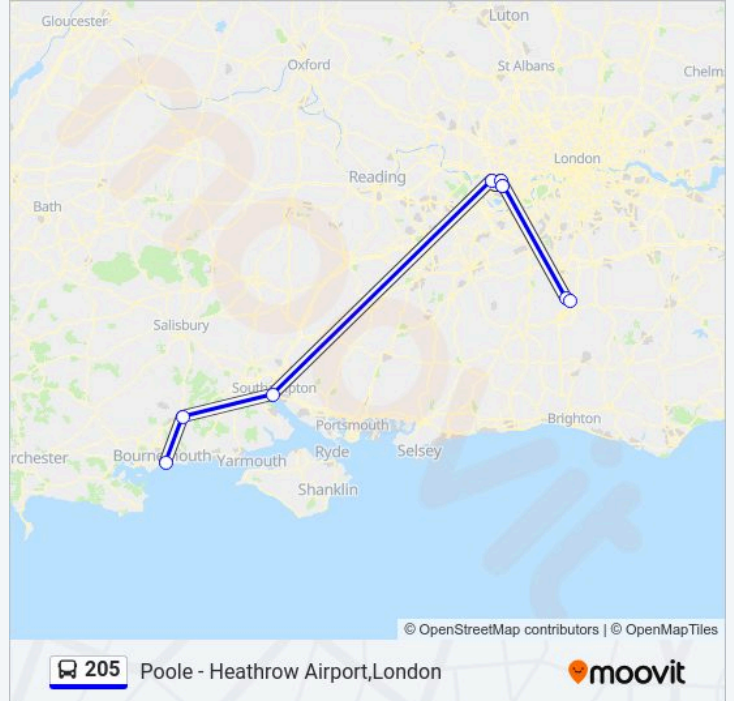 Gloucester
Luton
Oxford
St Albans
Chelm
London
Reading
Bath
Salisbury
Southampton
Portsmouth
Brighton
rchester
Bournemouth
Yarmouth
Ryde
Selsey
Shanklin
moovit
© OpenStreetMap contributors | © OpenMapTiles
205 Poole - Heathrow Airport,London
moovit